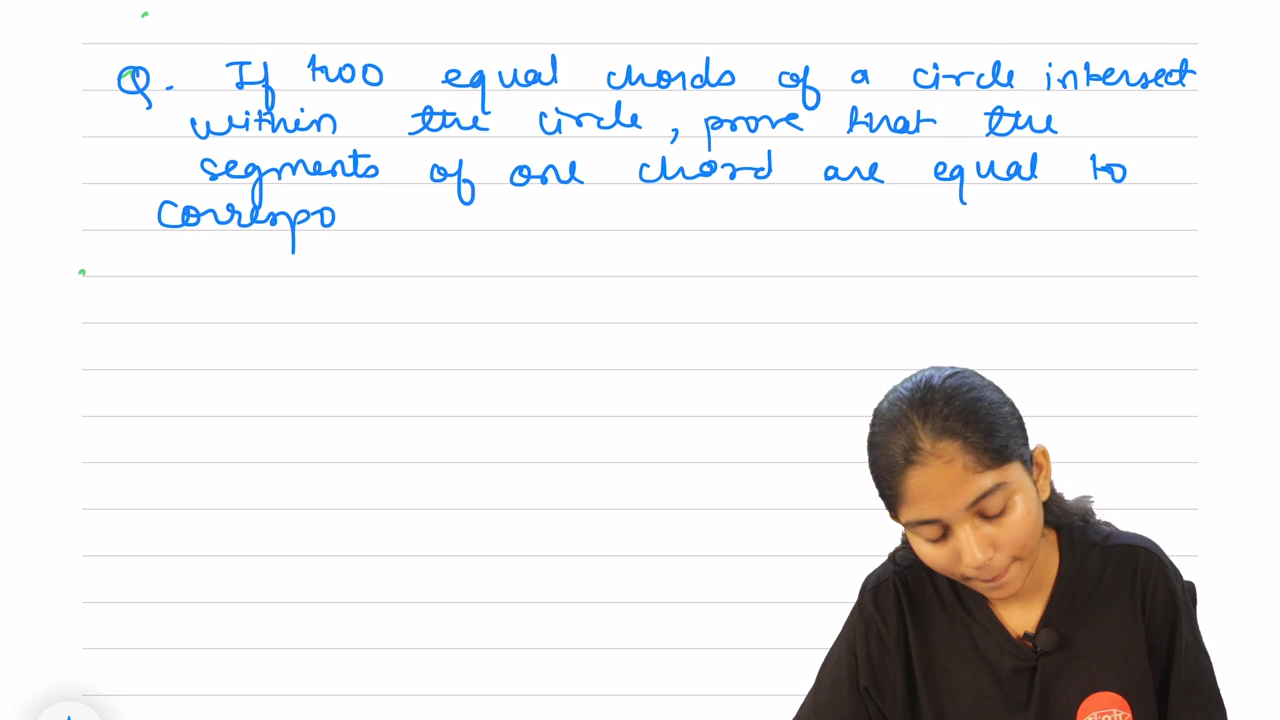 Q. If two equal chords of a circle intersect
within the circle, prove that the
segments of one chord are equal to
correspo